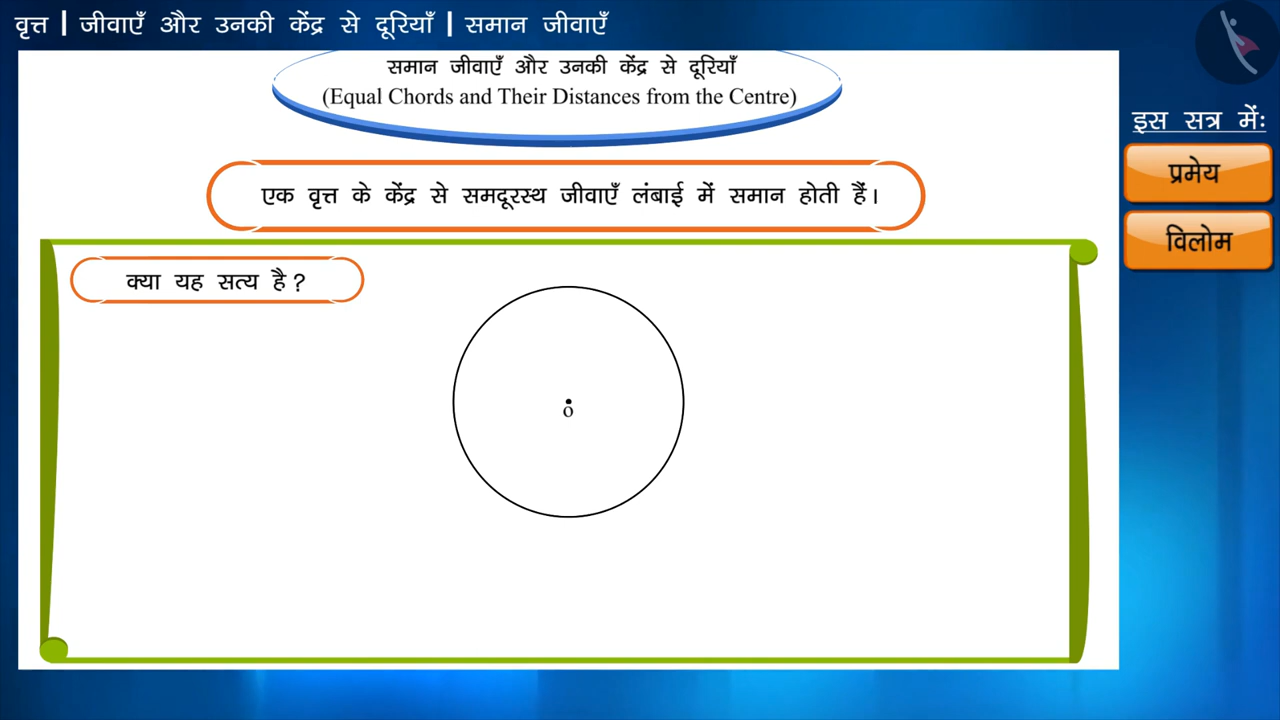 वृत्त | जीवाएँ और उनकी केंद्र से दूरियाँ | समान जीवाएँ
समान जीवाएँ और उनकी केंद्र से दूरियाँ
(Equal Chords and Their Distances from the Centre)
इस सत्र में:
प्रमेय
विलोम
एक वृत्त के केंद्र से समदूरस्थ जीवाएँ लंबाई में समान होती हैं।
क्या यह सत्य है?
O